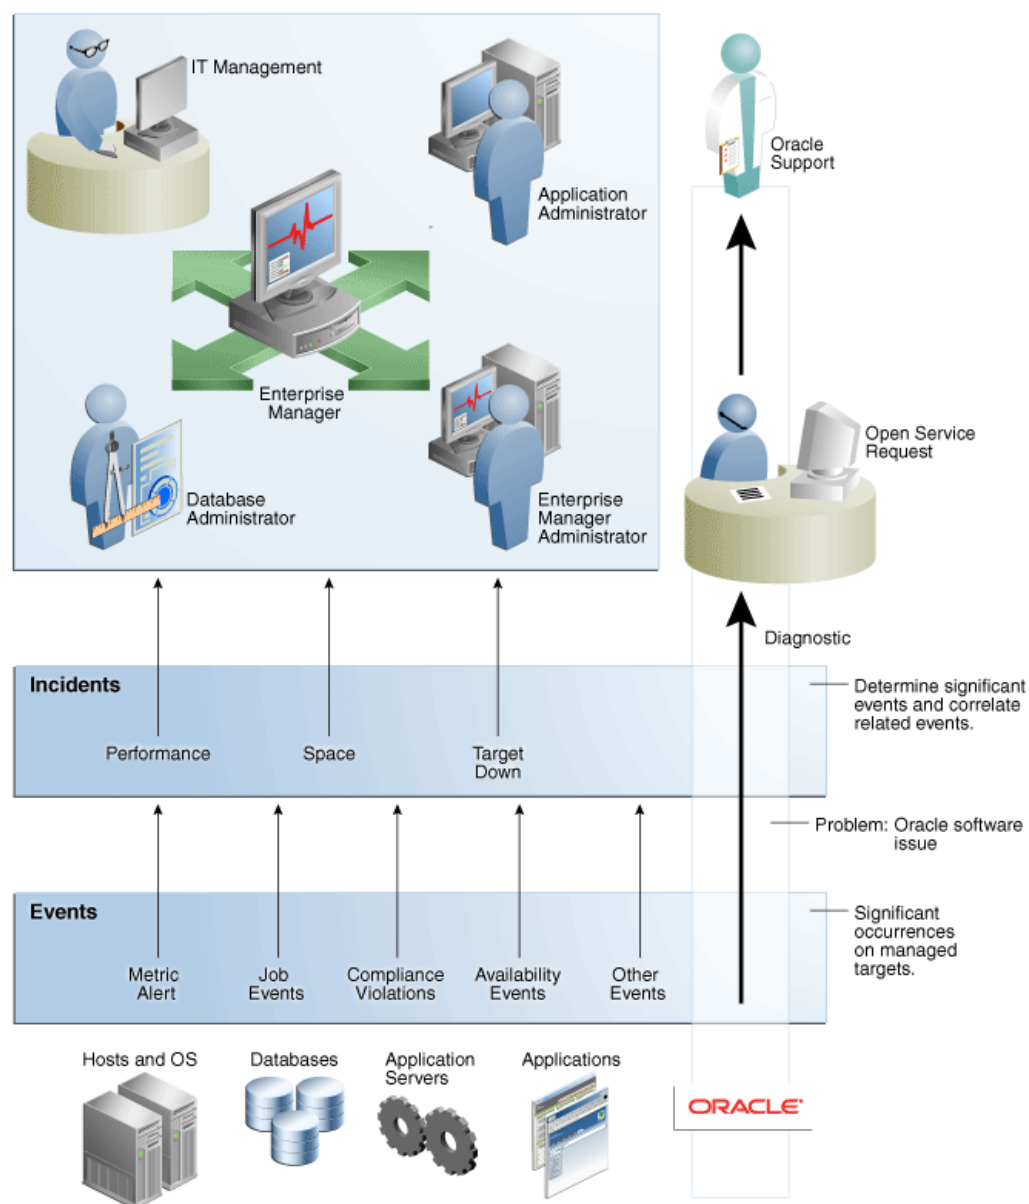 IT Management
Application
Administrator
Enterprise
Manager
Database
Administrator
Enterprise
Manager
Administrator
Oracle
Support
Open Service
Request
Diagnostic
Incidents
Performance
Space
Target
Down
Determine significant
events and correlate
related events.
Problem: Oracle software
issue
Events
Metric
Alert
Job
Events
Compliance
Violations
Availability
Events
Other
Events
Significant
occurrences
on managed
targets.
Hosts and OS
Databases
Application
Servers
Applications
ORACLE